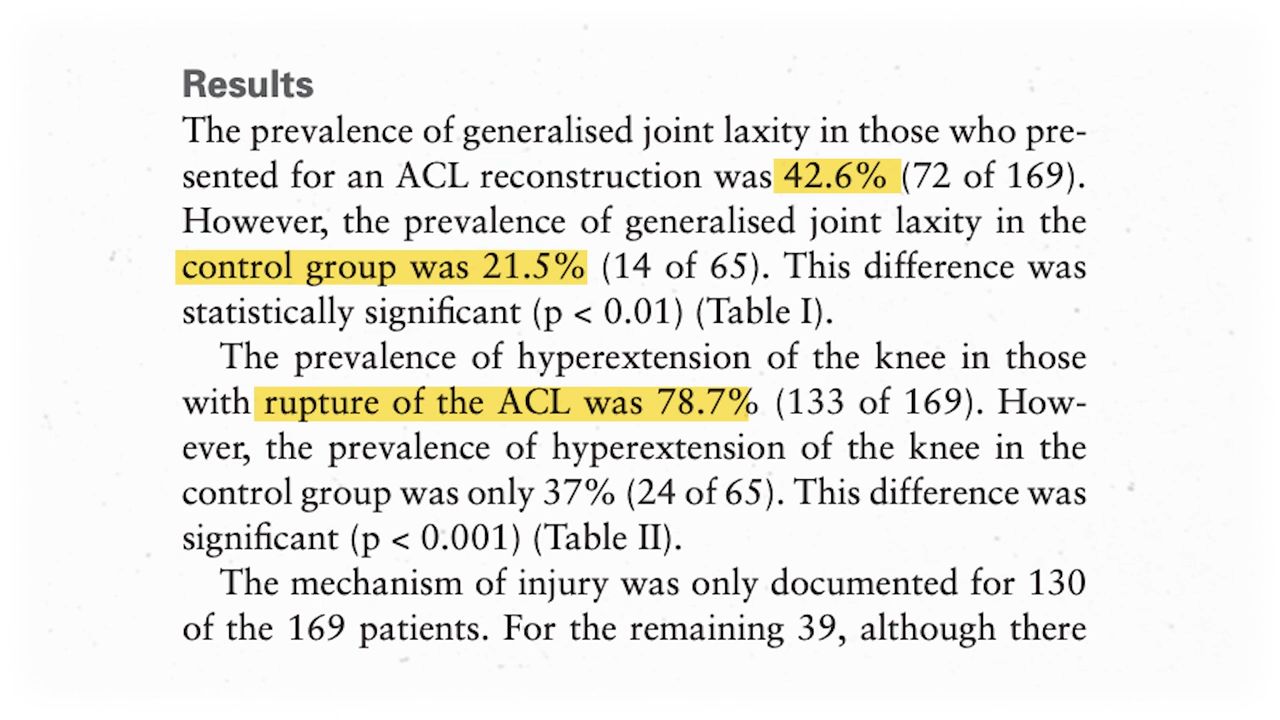 Results
The prevalence of generalised joint laxity in those who pre-
sented for an ACL reconstruction was 42.6% (72 of 169).
However, the prevalence of generalised joint laxity in the
control group was 21.5% (14 of 65). This difference was
statistically significant (p < 0.01) (Table I).
The prevalence of hyperextension of the knee in those
with rupture of the ACL was 78.7% (133 of 169). How-
ever, the prevalence of hyperextension of the knee in the
control group was only 37% (24 of 65). This difference was
significant (p < 0.001) (Table II).
The mechanism of injury was only documented for 130
of the 169 patients. For the remaining 39, although there